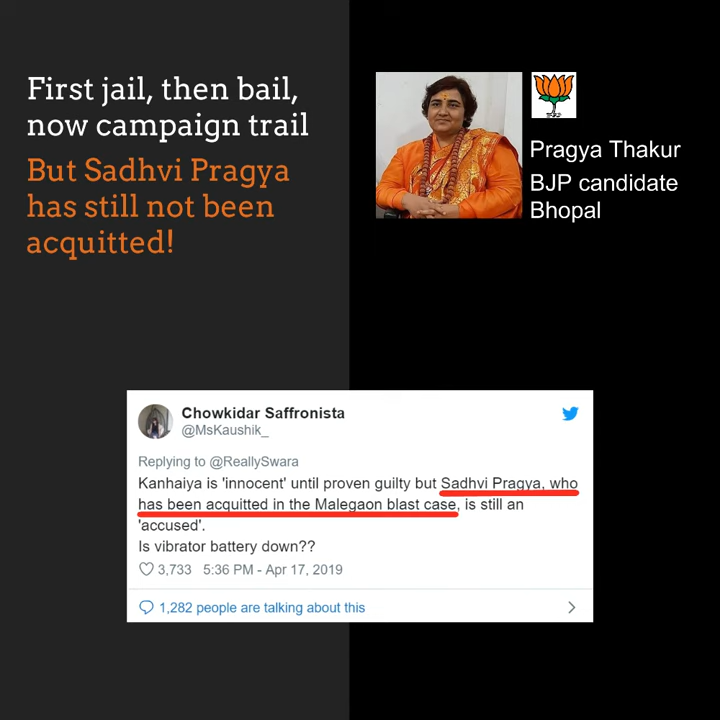 First jail, then bail,
now campaign trail
But Sadhvi Pragya
has still not been
acquitted!
Pragya Thakur
BJP candidate
Bhopal
Chowkidar Saffronista
@MsKaushik_
Replying to @ReallySwara
Kanhaiya is 'innocent' until proven guilty but Sadhvi Pragya, who
has been acquitted in the Malegaon blast case, is still an
'accused'.
Is vibrator battery down??
3,733 5:36 PM - Apr 17, 2019
1,282 people are talking about this